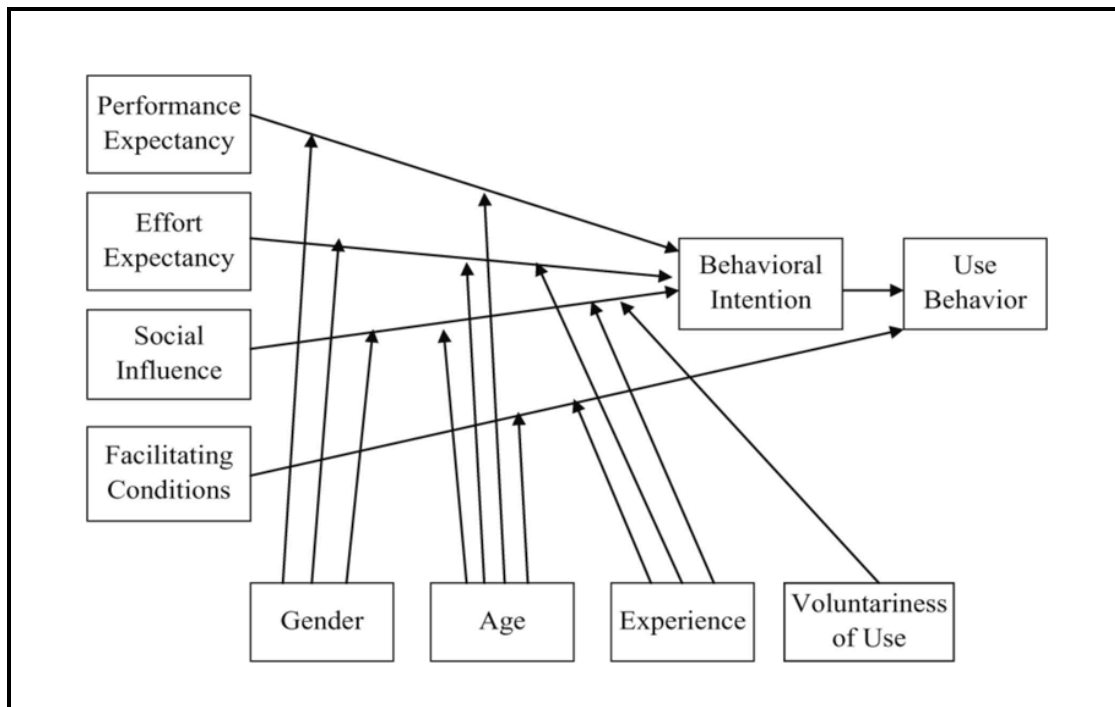 Performance
Expectancy
Effort
Expectancy
Social
Influence
Facilitating
Conditions
Behavioral
Intention
Use
Behavior
Gender
Age
Experience
Voluntariness
of Use